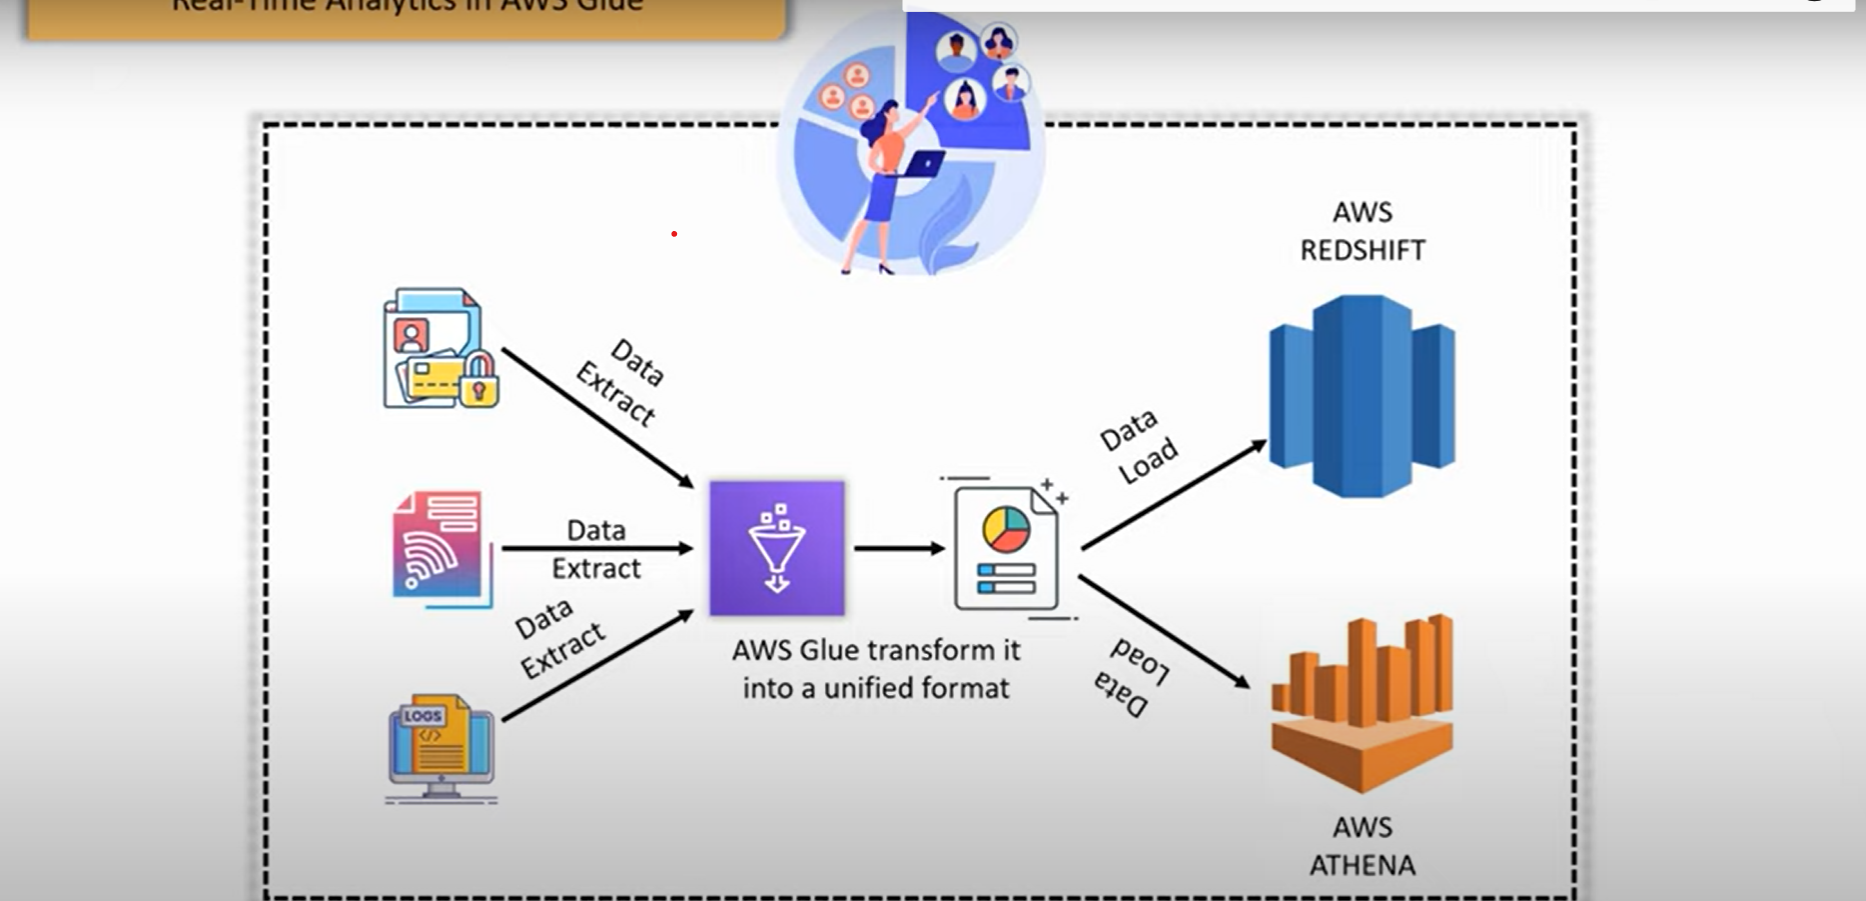 Real-Time Analytics in AWS Glue
AWS
REDSHIFT
Data
Extract
Data
Load
Data
Extract
Data
Extract
AWS Glue transform it
into a unified format
Data
Load
LOGS
</>
AWS
ATHENA